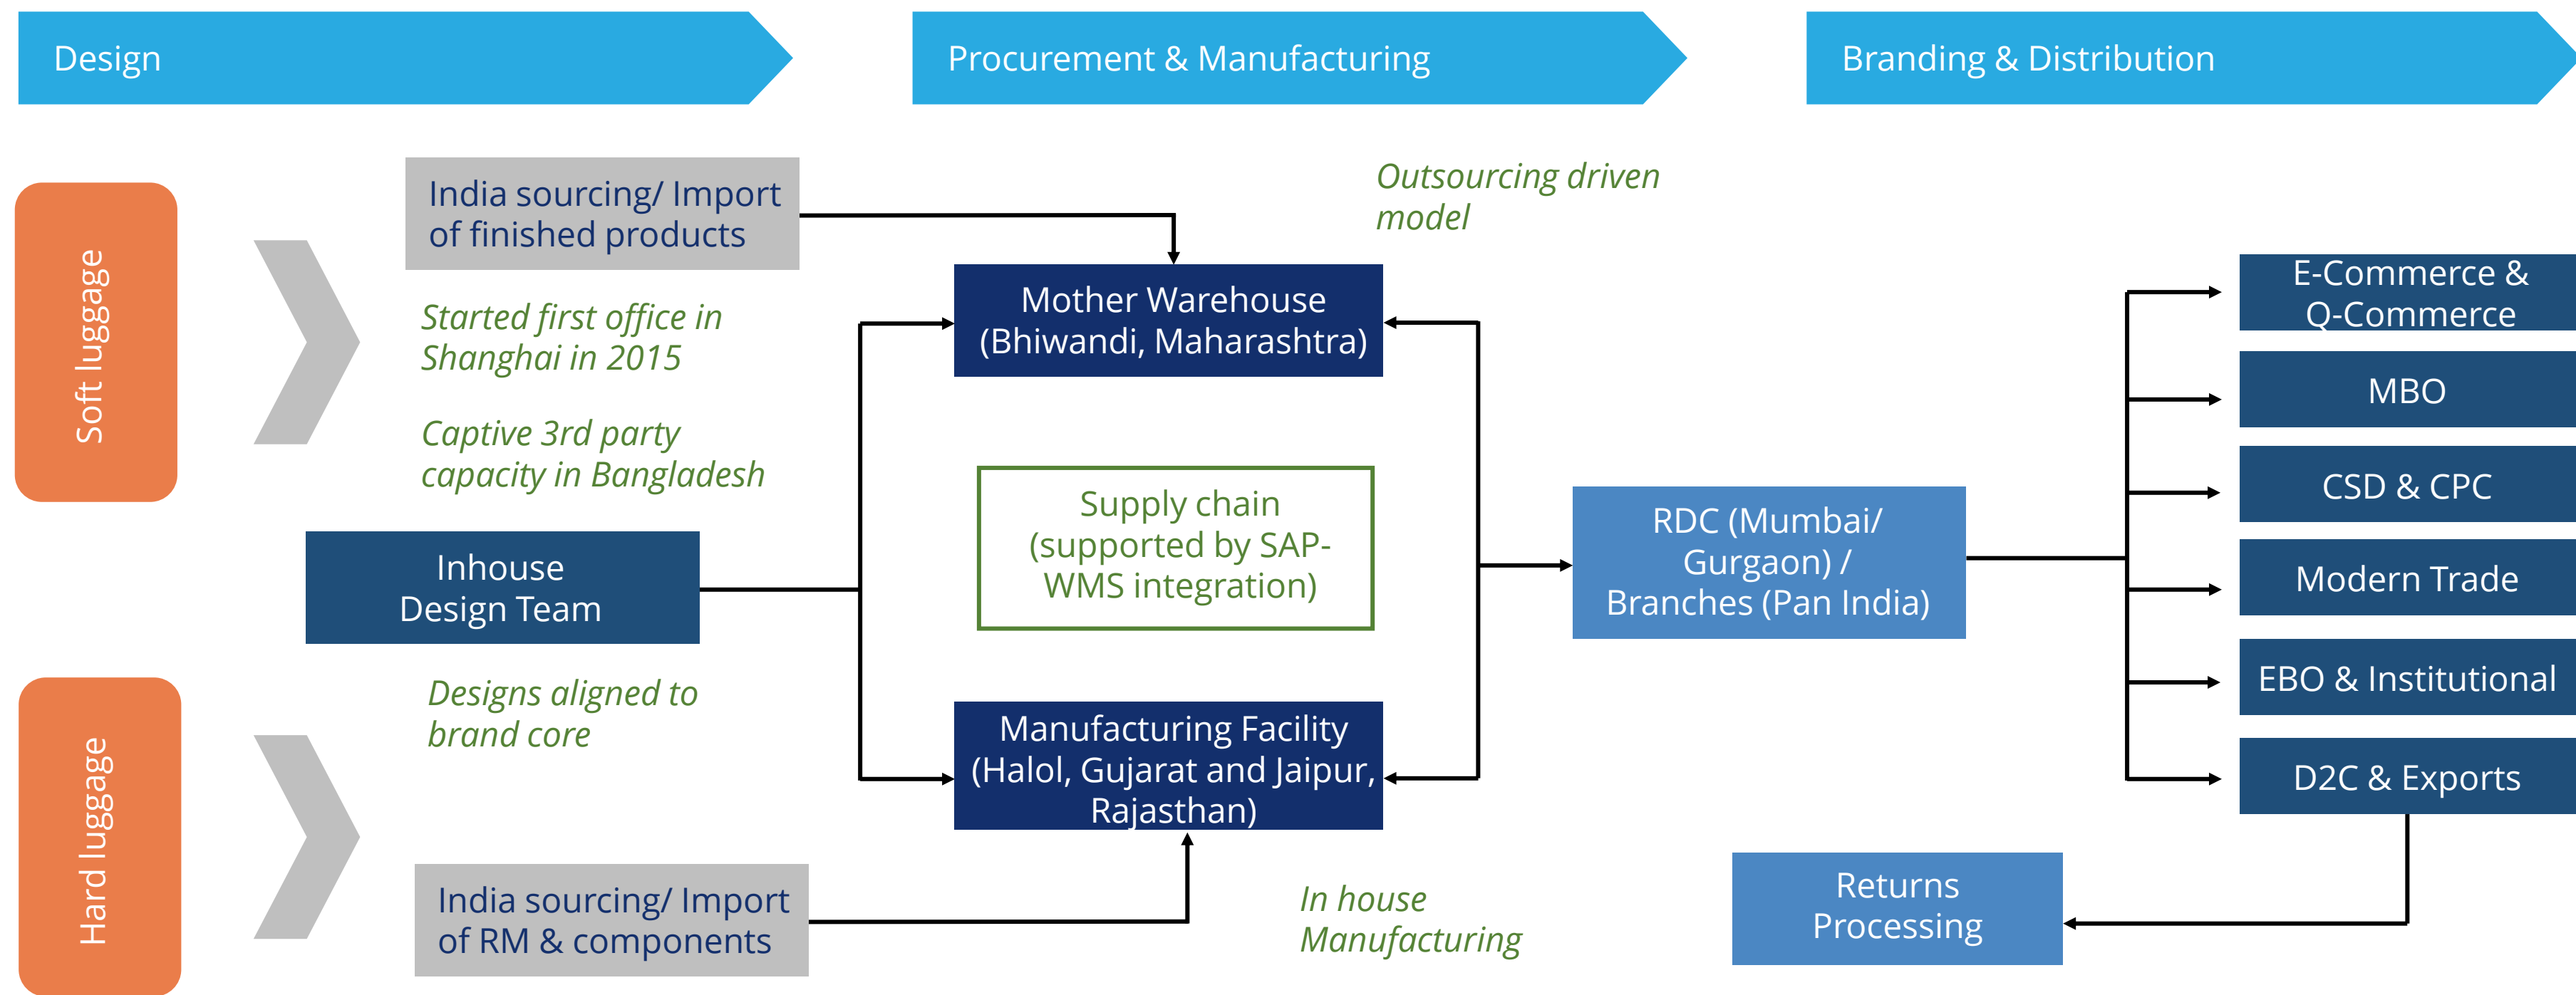 Design
Procurement & Manufacturing
Branding & Distribution
Soft luggage
India sourcing/ Import
of finished products
Started first office in
Shanghai in 2015
Captive 3rd party
capacity in Bangladesh
Inhouse
Design Team
Designs aligned to
brand core
Hard luggage
India sourcing/ Import
of RM & components
Outsourcing driven
model
Mother Warehouse
(Bhiwandi, Maharashtra)
Supply chain
(supported by SAP-
WMS integration)
Manufacturing Facility
(Halol, Gujarat and Jaipur,
Rajasthan)
In house
Manufacturing
RDC (Mumbai/
Gurgaon) /
Branches (Pan India)
E-Commerce &
Q-Commerce
MBO
CSD & CPC
Modern Trade
EBO & Institutional
D2C & Exports
Returns
Processing